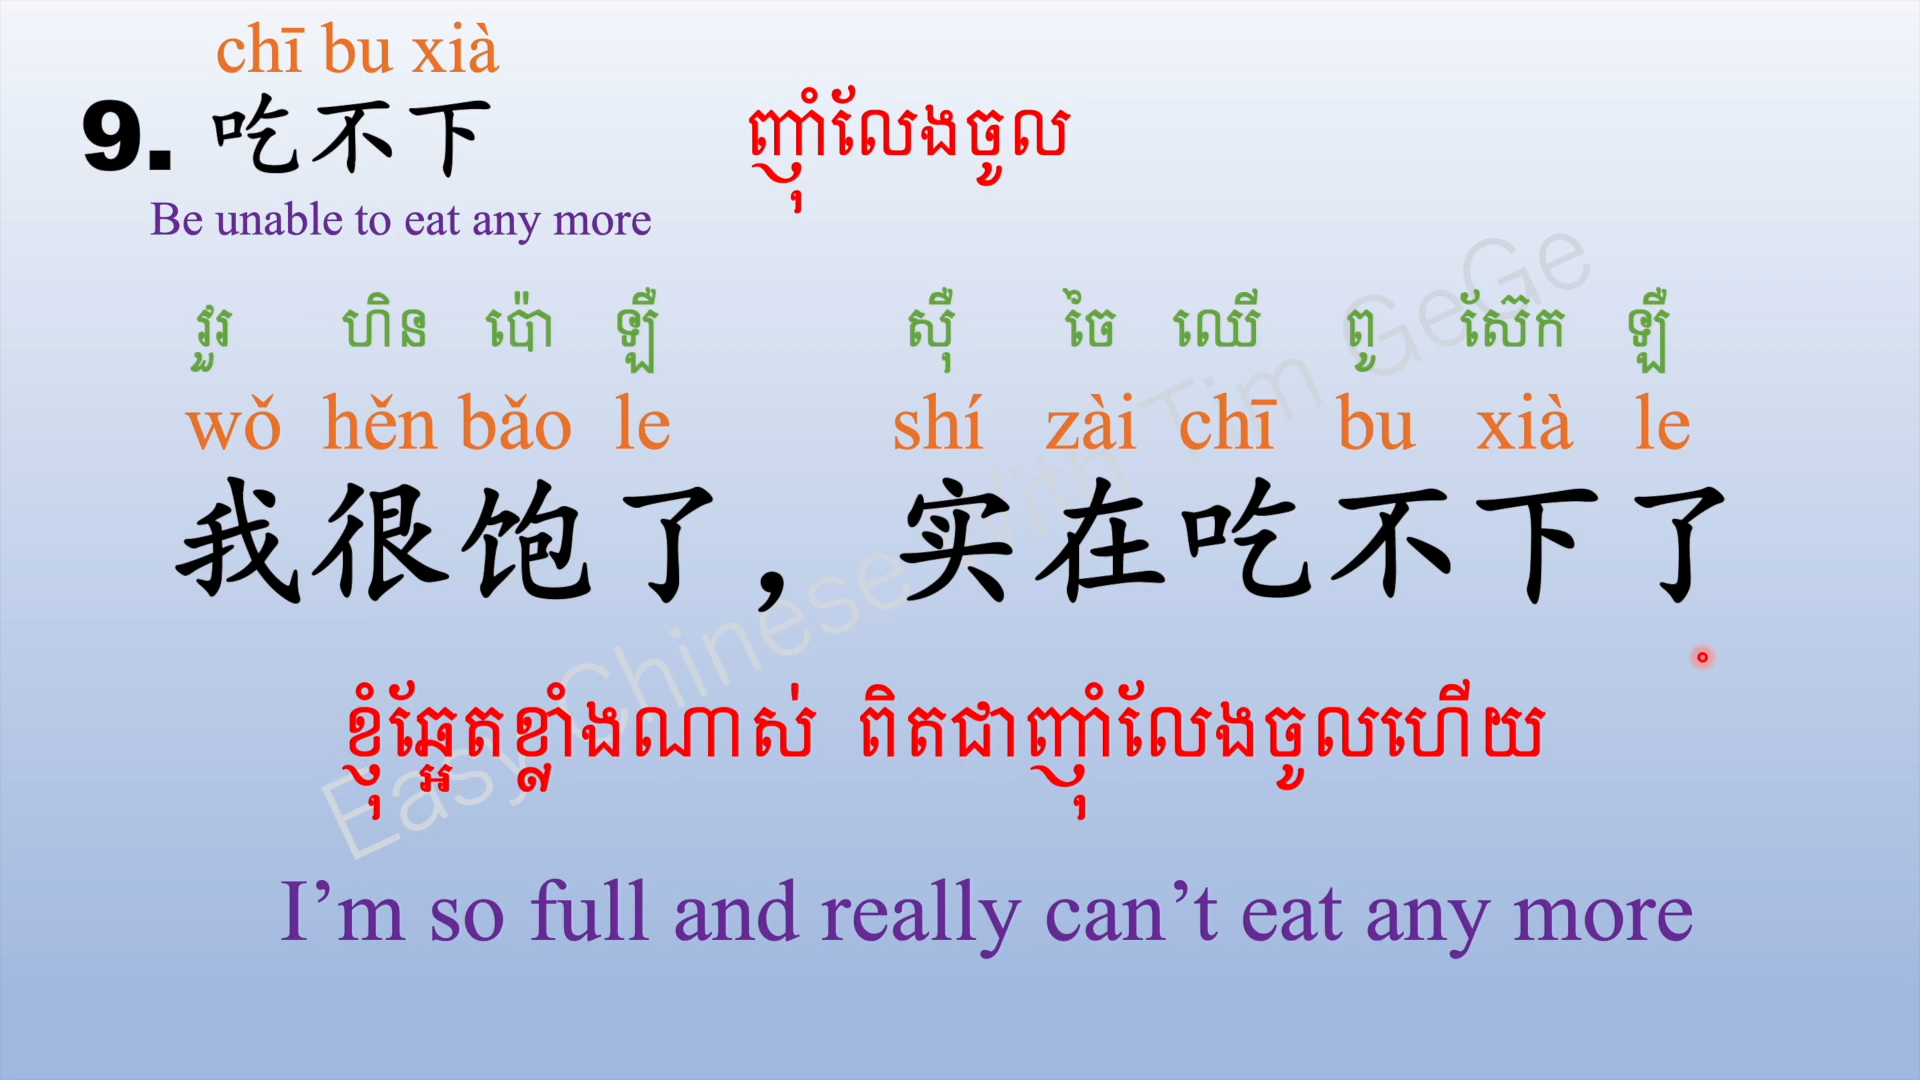 chī bu xià
9. 吃不下 ញ៉ាំលែងចូល
Be unable to eat any more
វួរ ហិន ប៉ោ ឡឺ ស៊ឺ ចៃ ឈើ ពូ ស៊ែក ឡឺ
wǒ hěn bǎo le shí zài chī bu xià le
我很饱了，实在吃不下了
ខ្ញុំឆ្អែតខ្លាំងណាស់ ពិតជាញ៉ាំលែងចូលហើយ
I’m so full and really can’t eat any more
Easy Chinese With Tim GeGe